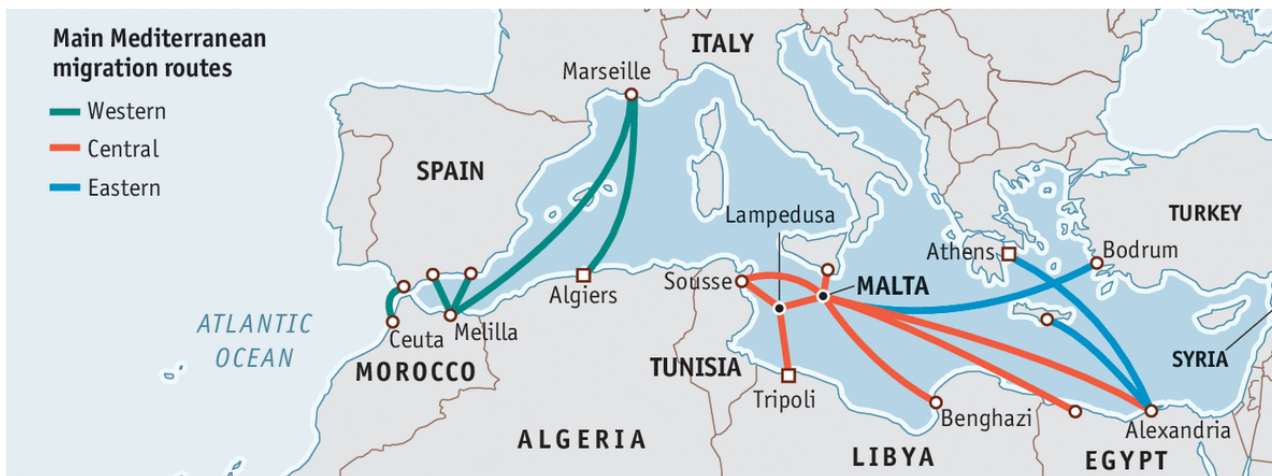 Main Mediterranean
migration routes
Western
Central
Eastern
ITALY
Marseille
SPAIN
Lampedusa
TURKEY
Athens
Bodrum
Sousse
MALTA
Algiers
ATLANTIC
OCEAN
Ceuta
Melilla
MOROCCO
TUNISIA
SYRIA
Tripoli
Benghazi
Alexandria
ALGERIA
LIBYA
EGYPT